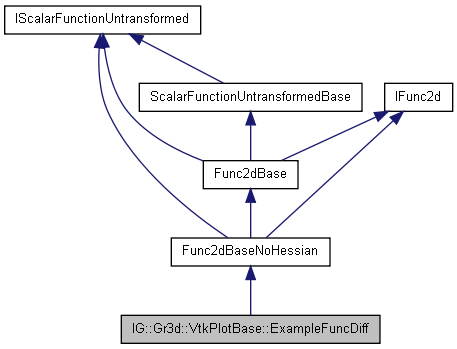 IScalarFunctionUntransformed
ScalarFunctionUntransformedBase
IFunc2d
Func2dBase
Func2dBaseNoHessian
IG::Gr3d::VtkPlotBase::ExampleFuncDiff